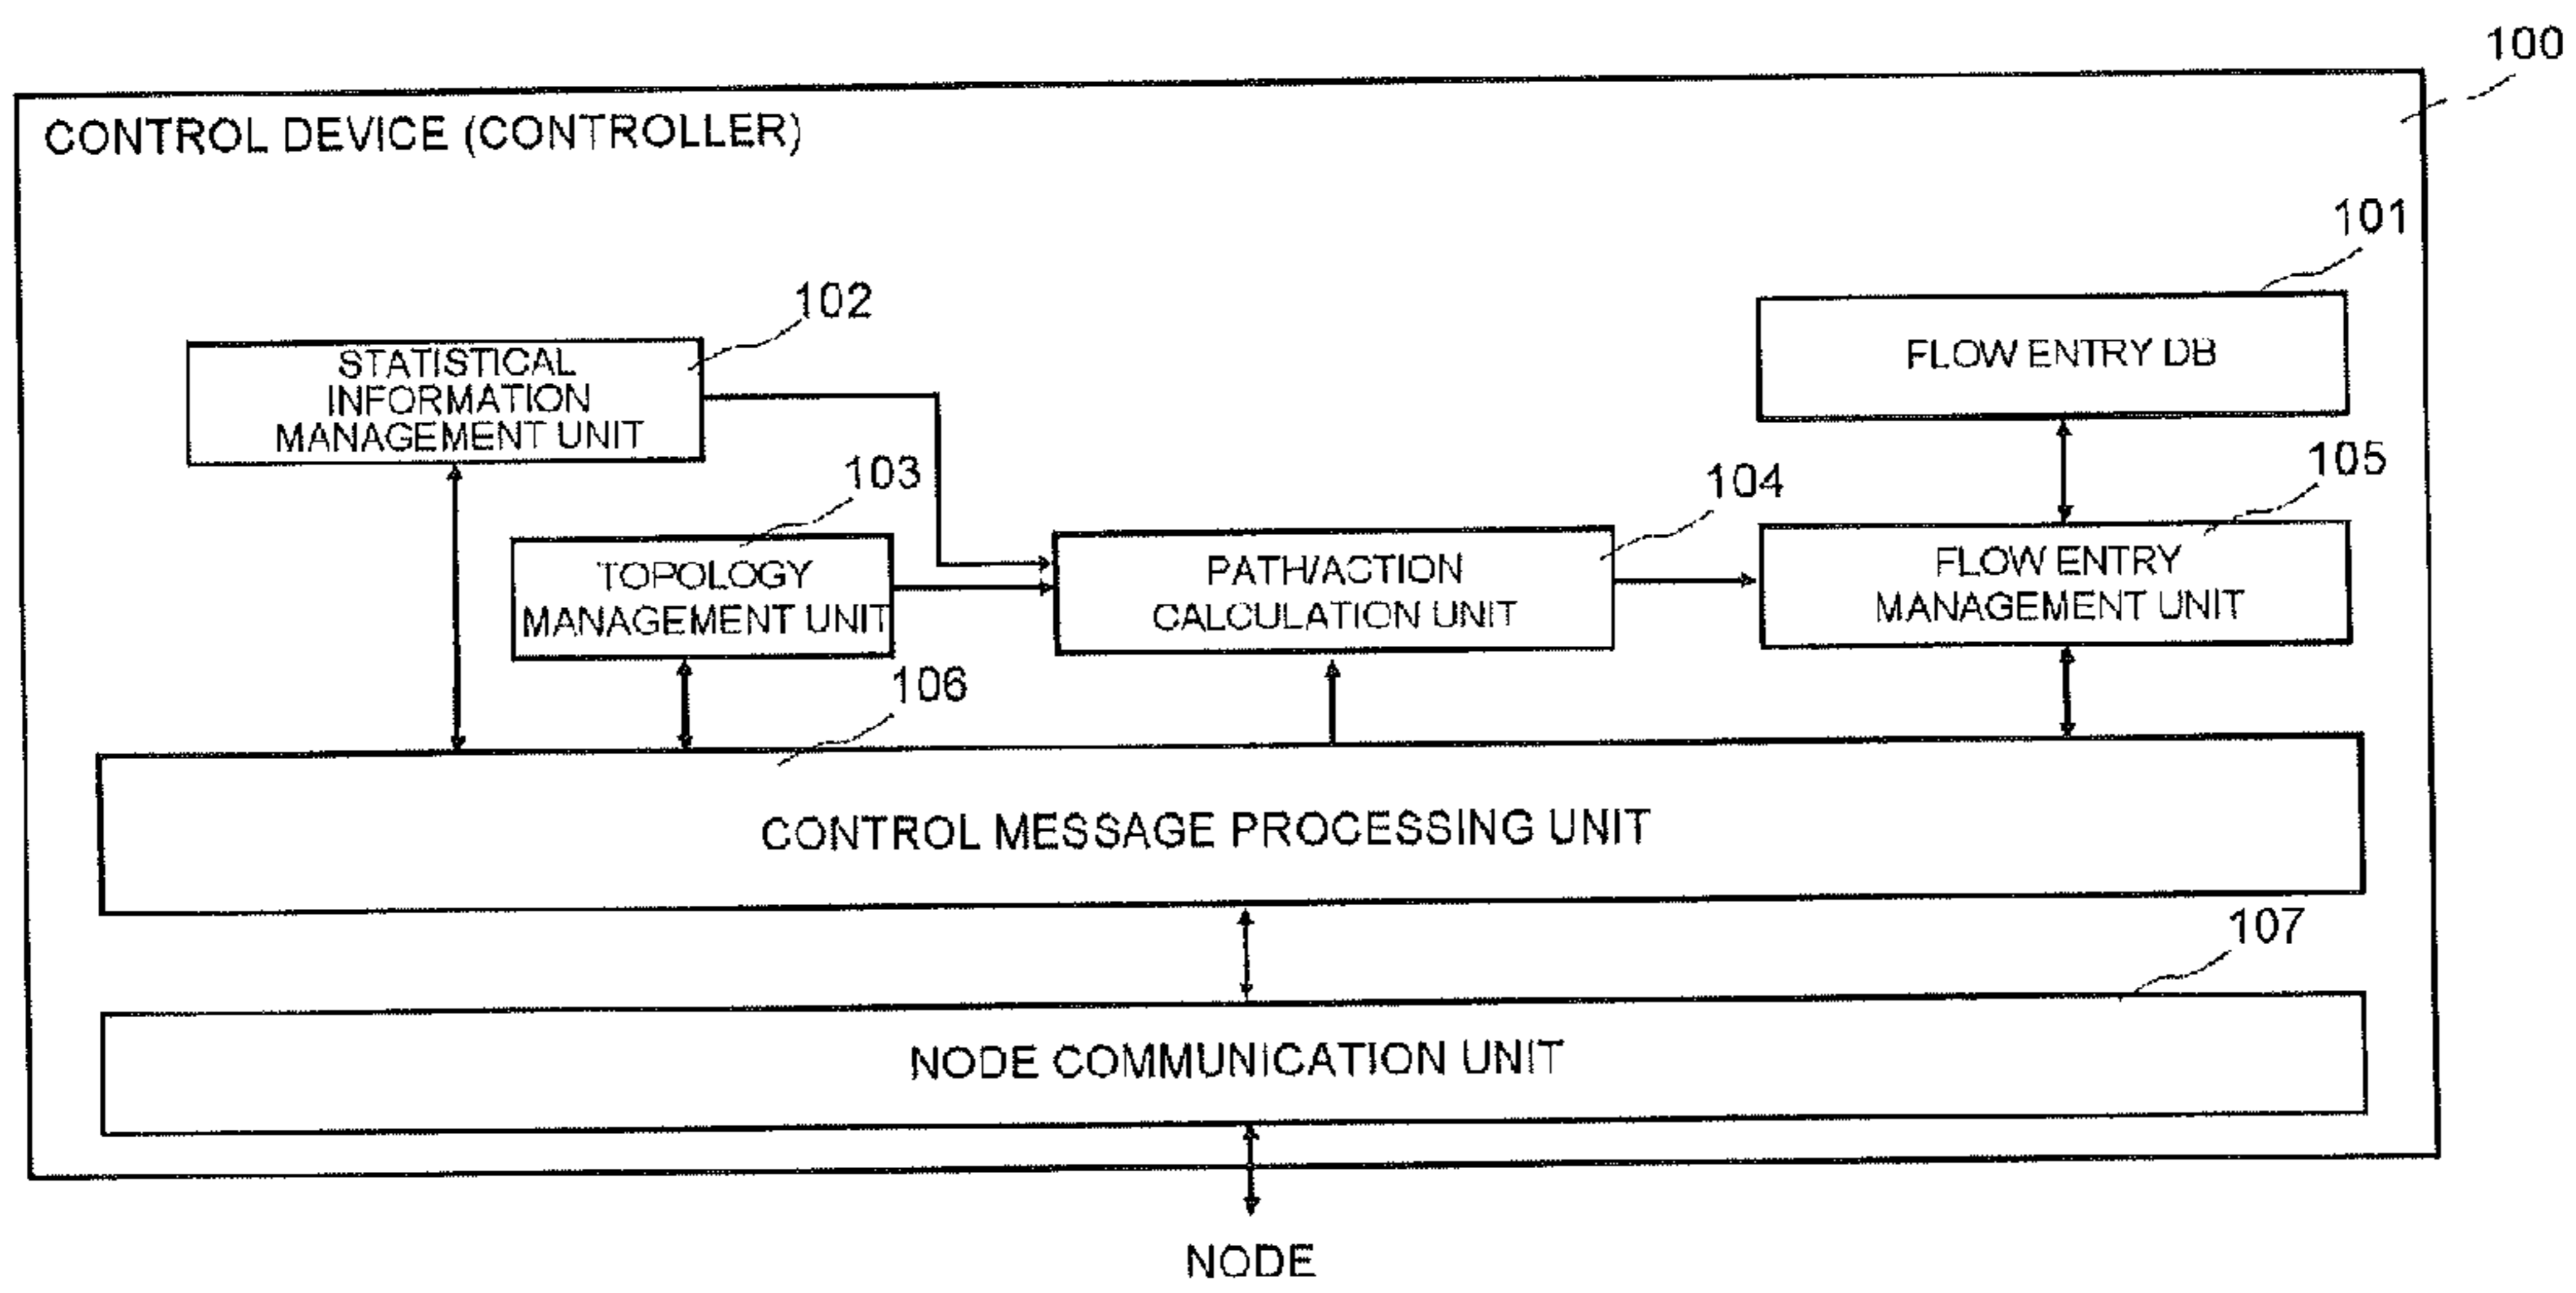 100
CONTROL DEVICE (CONTROLLER)
101
FLOW ENTRY DB
102
STATISTICAL
INFORMATION
MANAGEMENT UNIT
103
TOPOLOGY
MANAGEMENT UNIT
104
PATH/ACTION
CALCULATION UNIT
105
FLOW ENTRY
MANAGEMENT UNIT
106
CONTROL MESSAGE PROCESSING UNIT
107
NODE COMMUNICATION UNIT
NODE